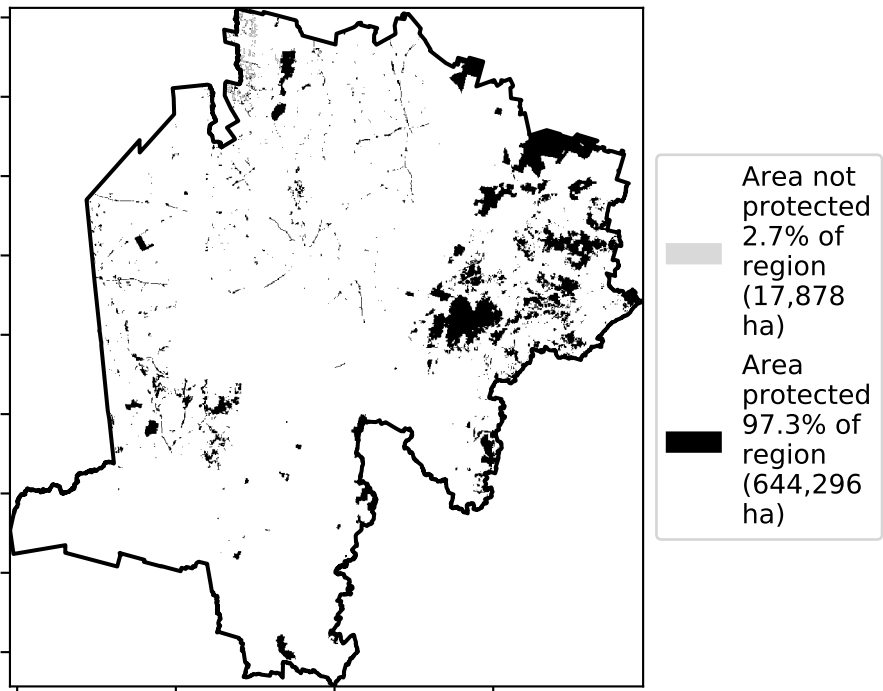 Area not
protected
2.7% of
region
(17,878
ha)
Area
protected
97.3% of
region
(644,296
ha)